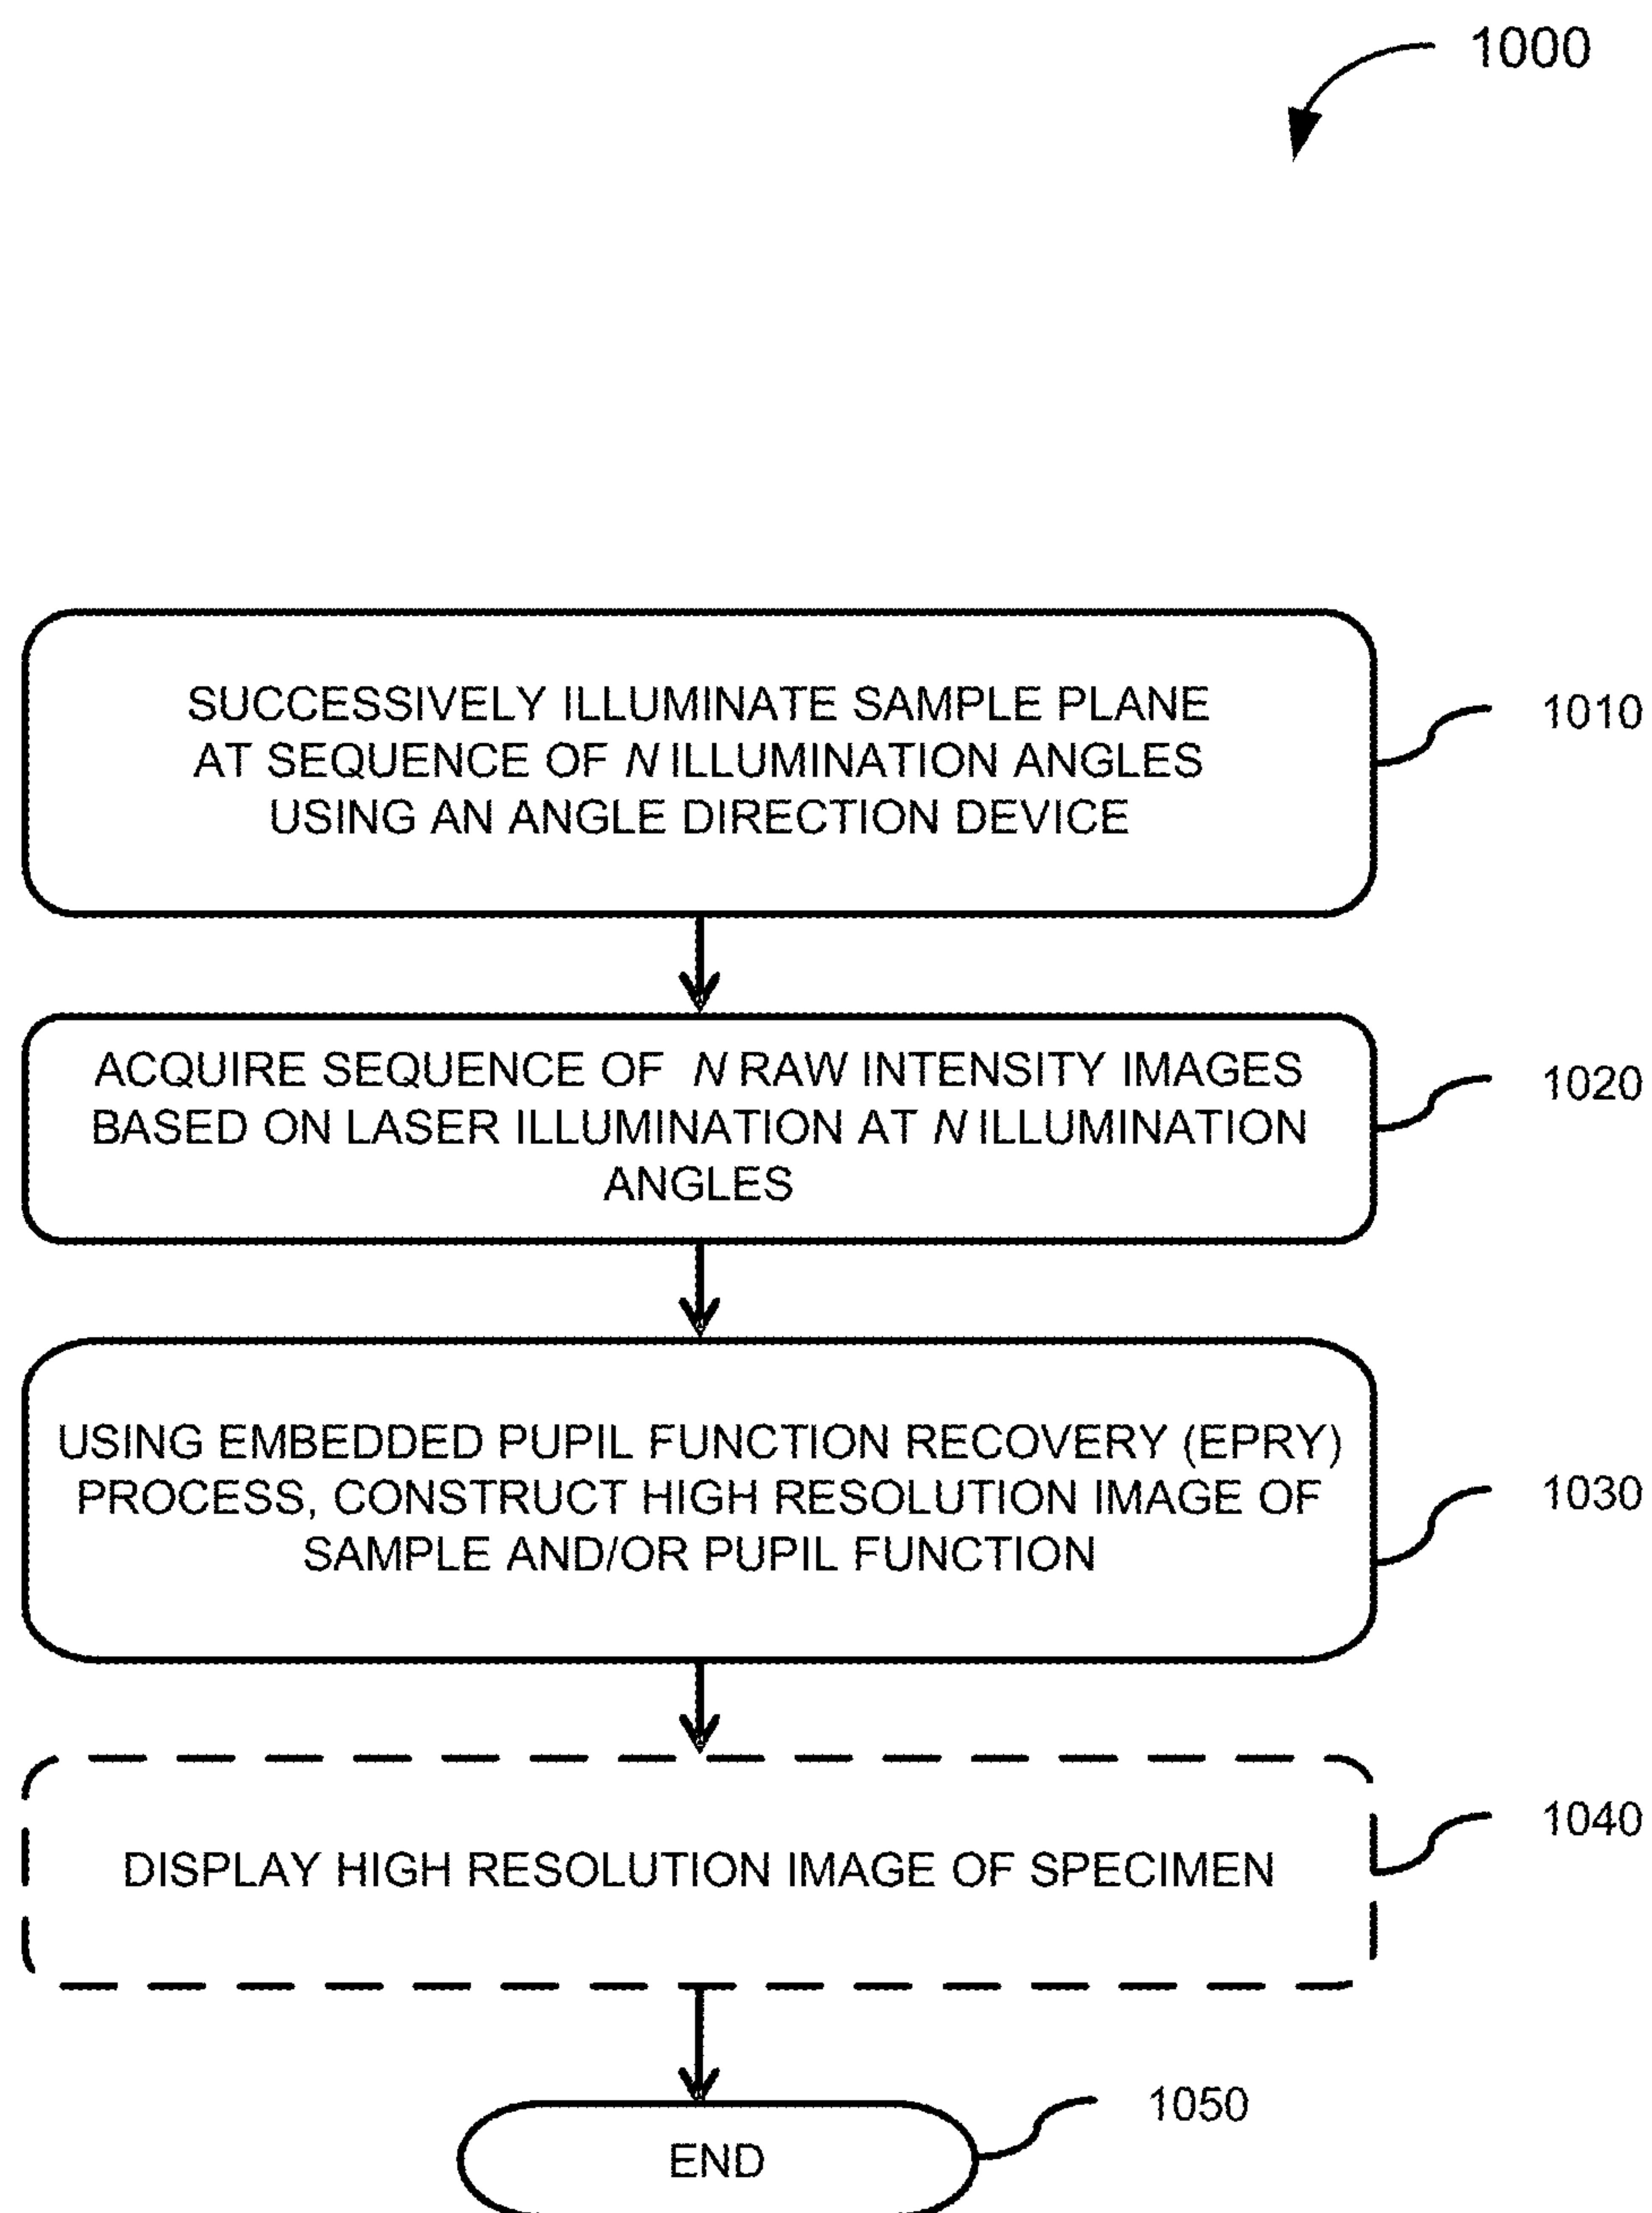 1000
SUCCESSIVELY ILLUMINATE SAMPLE PLANE
AT SEQUENCE OF N ILLUMINATION ANGLES
USING AN ANGLE DIRECTION DEVICE
1010
ACQUIRE SEQUENCE OF N RAW INTENSITY IMAGES
BASED ON LASER ILLUMINATION AT N ILLUMINATION
ANGLES
1020
USING EMBEDDED PUPIL FUNCTION RECOVERY (EPRY)
PROCESS, CONSTRUCT HIGH RESOLUTION IMAGE OF
SAMPLE AND/OR PUPIL FUNCTION
1030
DISPLAY HIGH RESOLUTION IMAGE OF SPECIMEN
1040
END
1050